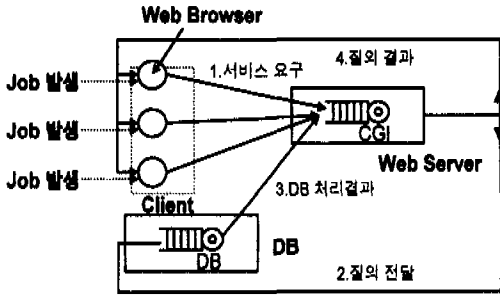 Web Browser
1.서비스 요구
4.질의 결과
Job 발생
Job 발생
Job 발생
CGI
Web Server
3.DB 처리결과
Client
DB
DB
2.질의 전달